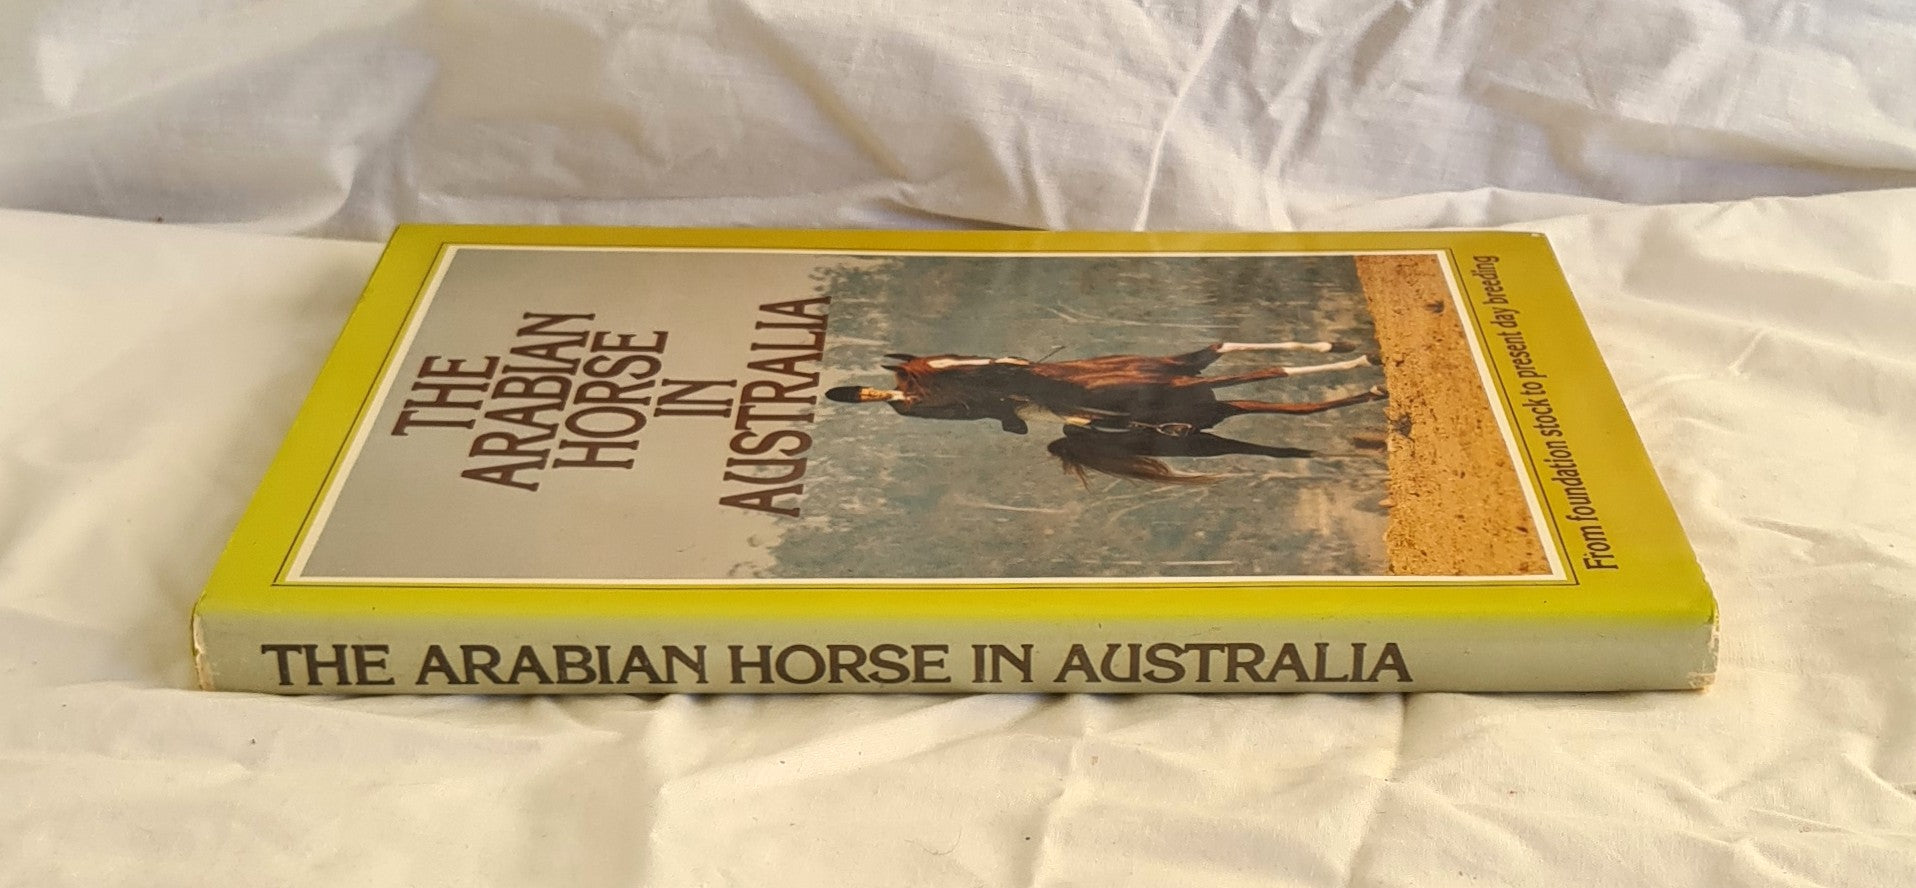 THE
ARABIAN
HORSE
IN
AUSTRALIA
From foundation stock to present day breeding
THE ARABIAN HORSE IN AUSTRALIA